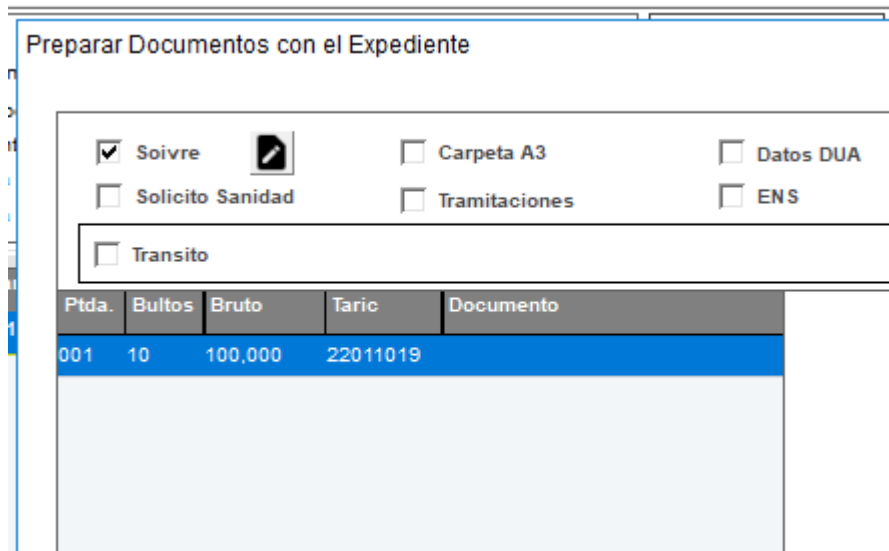 Preparar Documentos con el Expediente
Soivre Carpeta A3 Datos DUA
Solicito Sanidad Tramitaciones ENS
Transito
Ptda. Bultos Bruto Taric Documento
001 10 100,000 22011019